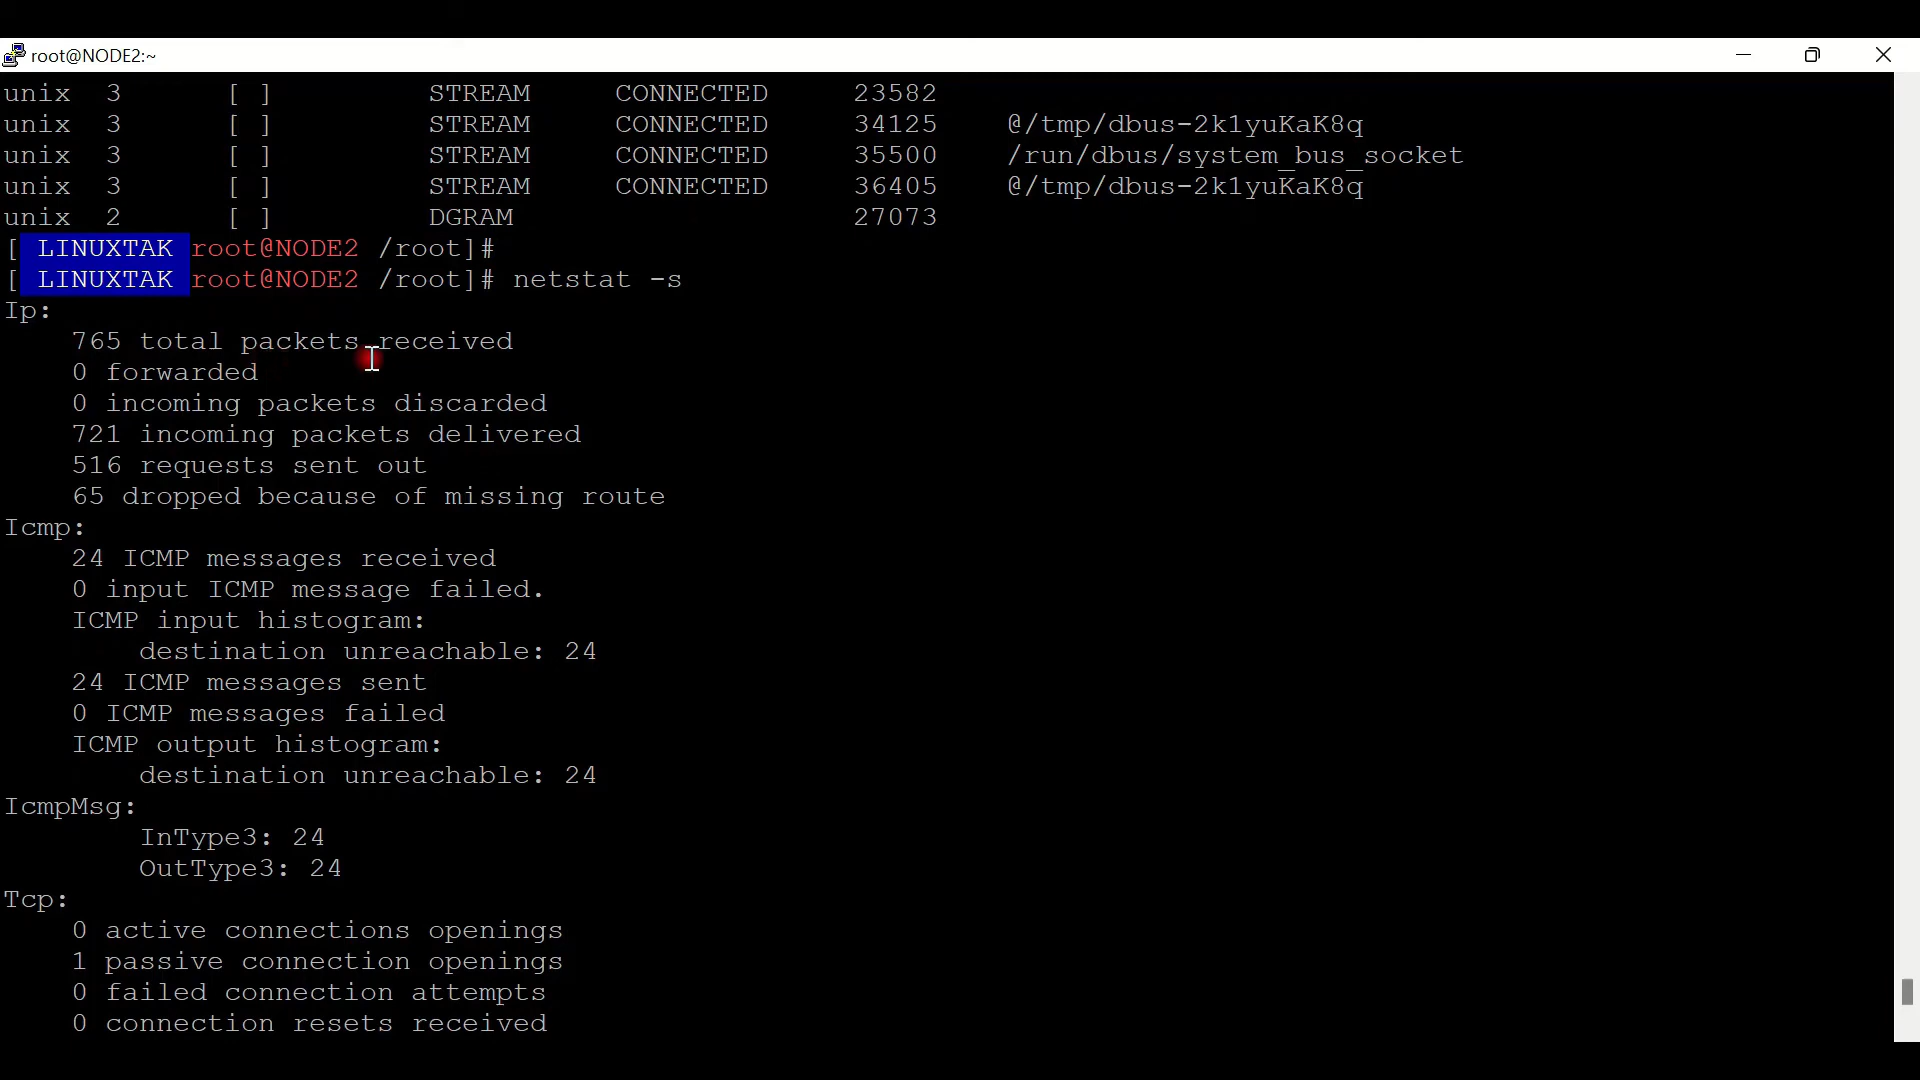 root@NODE2:~
unix 3 [ ] STREAM CONNECTED 23582
unix 3 [ ] STREAM CONNECTED 34125 @/tmp/dbus-2k1yuKaK8q
unix 3 [ ] STREAM CONNECTED 35500 /run/dbus/system_bus_socket
unix 3 [ ] STREAM CONNECTED 36405 @/tmp/dbus-2k1yuKaK8q
unix 2 [ ] DGRAM 27073
[ LINUXTAK root@NODE2 /root]#
[ LINUXTAK root@NODE2 /root]# netstat -s
Ip:
765 total packets received
0 forwarded
0 incoming packets discarded
721 incoming packets delivered
516 requests sent out
65 dropped because of missing route
Icmp:
24 ICMP messages received
0 input ICMP message failed.
ICMP input histogram:
destination unreachable: 24
24 ICMP messages sent
0 ICMP messages failed
ICMP output histogram:
destination unreachable: 24
IcmpMsg:
InType3: 24
OutType3: 24
Tcp:
0 active connections openings
1 passive connection openings
0 failed connection attempts
0 connection resets received